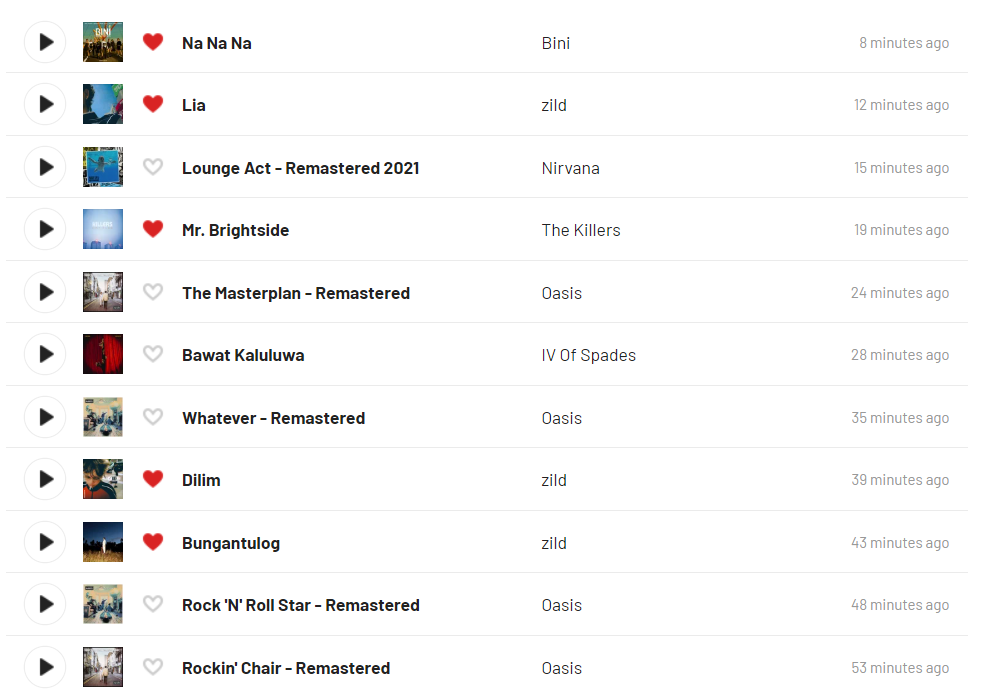 Na Na Na Bini 8 minutes ago
Lia zild 12 minutes ago
Lounge Act - Remastered 2021 Nirvana 15 minutes ago
Mr. Brightside The Killers 19 minutes ago
The Masterplan - Remastered Oasis 24 minutes ago
Bawat Kaluluwa IV Of Spades 28 minutes ago
Whatever - Remastered Oasis 35 minutes ago
Dilim zild 39 minutes ago
Bungantulog zild 43 minutes ago
Rock 'N' Roll Star - Remastered Oasis 48 minutes ago
Rockin' Chair - Remastered Oasis 53 minutes ago